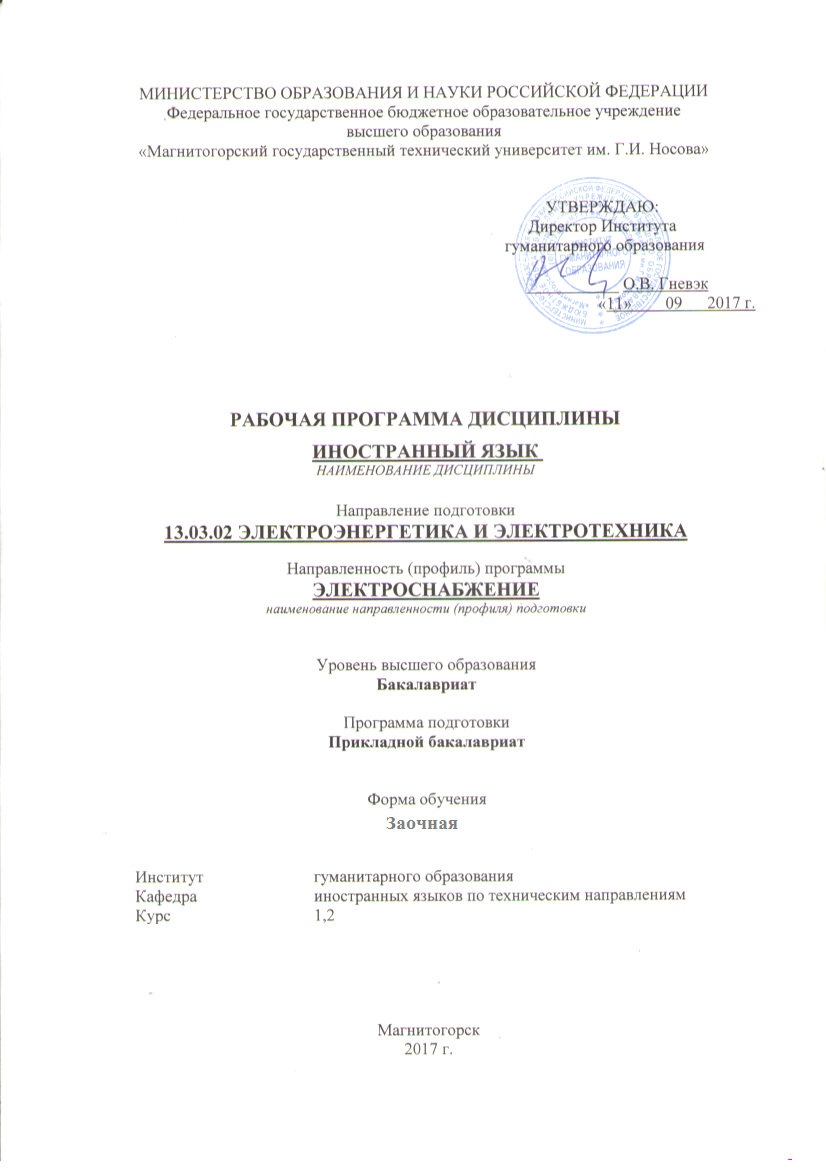 МИНИСТЕРСТВО ОБРАЗОВАНИЯ И НАУКИ РОССИЙСКОЙ ФЕДЕРАЦИИ
Федеральное государственное бюджетное образовательное учреждение
высшего образования
«Магнитогорский государственный технический университет им. Г.И. Носова»
УТВЕРЖДАЮ:
Директор Института
гуманитарного образования
О.В. Гневэк
«11» 09 2017 г.
РАБОЧАЯ ПРОГРАММА ДИСЦИПЛИНЫ
ИНОСТРАННЫЙ ЯЗЫК
НАИМЕНОВАНИЕ ДИСЦИПЛИНЫ
Направление подготовки
13.03.02 ЭЛЕКТРОЭНЕРГЕТИКА И ЭЛЕКТРОТЕХНИКА
Направленность (профиль) программы
ЭЛЕКТРОСНАБЖЕНИЕ
наименование направленности (профиля) подготовки
Уровень высшего образования
Бакалавриат
Программа подготовки
Прикладной бакалавриат
Форма обучения
Заочная
Институт гуманитарного образования
Кафедра иностранных языков по техническим направлениям
Курс 1,2
Магнитогорск
2017 г.